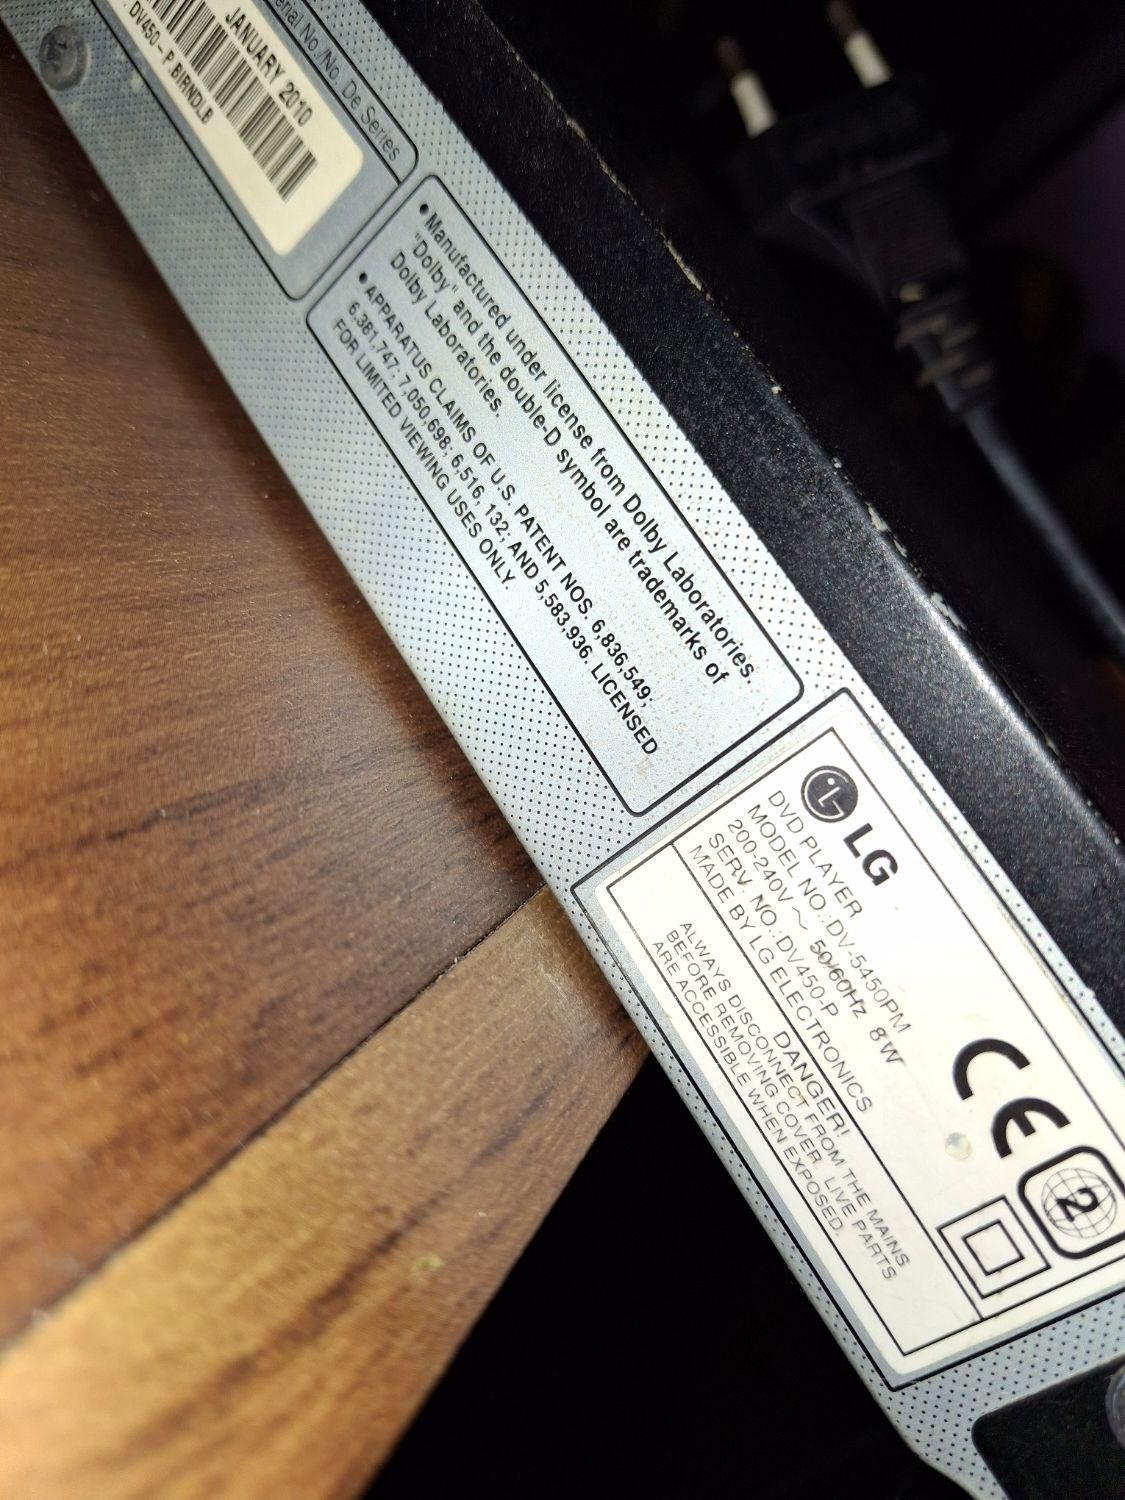 Serial No./No. De Series
JANUARY 2010
DV450-P.BIRNDLB
• Manufactured under license from Dolby Laboratories.
"Dolby" and the double-D symbol are trademarks of
Dolby Laboratories.
• APPARATUS CLAIMS OF U.S. PATENT NOS. 6,836,549;
6,381,747; 7,050,698; 6,516, 132; AND 5,583,936. LICENSED
FOR LIMITED VIEWING USES ONLY.
LG
DVD PLAYER
MODEL NO.:DV-5450PM
200-240V ~ 50/60Hz 8W
SERV. NO.:DV450-P
MADE BY LG ELECTRONICS
CE
2
DANGER!
ALWAYS DISCONNECT FROM THE MAINS
BEFORE REMOVING COVER. LIVE PARTS
ARE ACCESSIBLE WHEN EXPOSED.